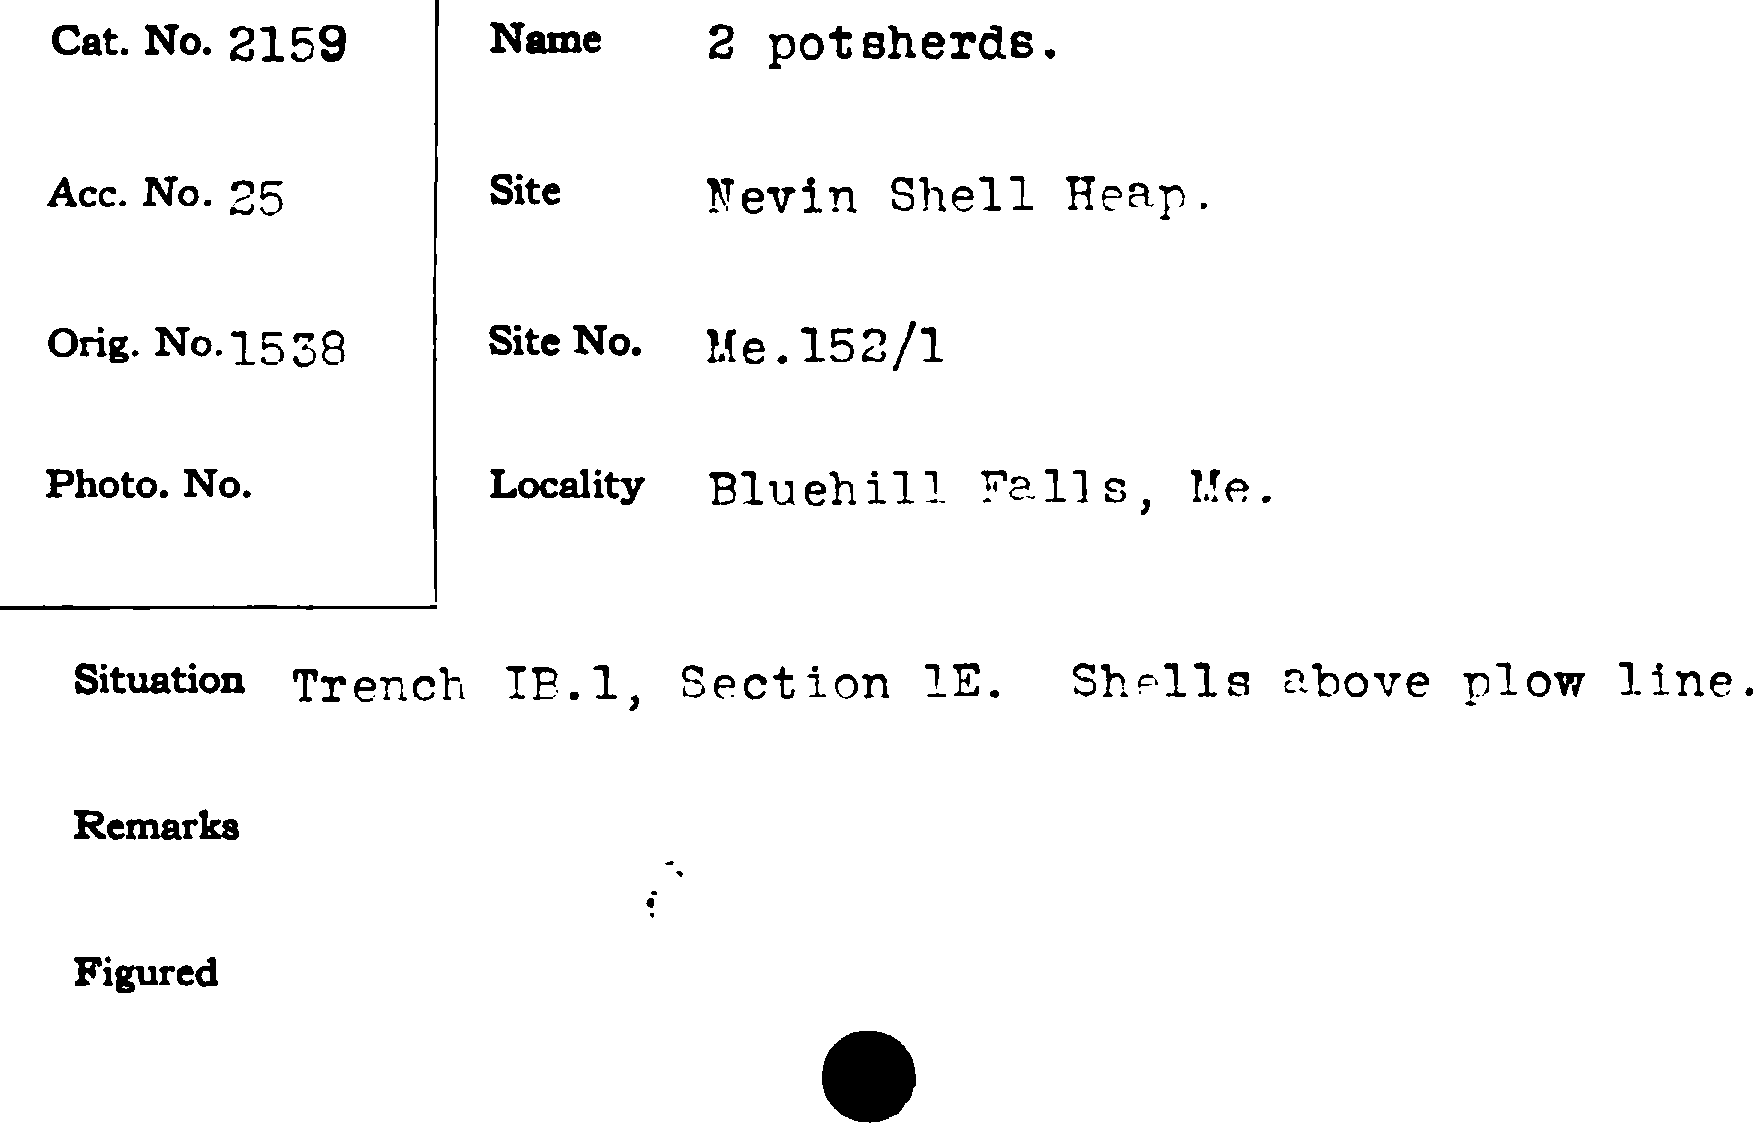 Cat. No. 2159
Name 2 potsherds.
Acc. No. 25
Site Nevin Shell Heap.
Orig. No. 1538
Site No. Me.152/1
Photo. No.
Locality Bluehill Falls, Me.
Situation Trench IB.1, Section 1E. Shells above plow line.
Remarks
Figured